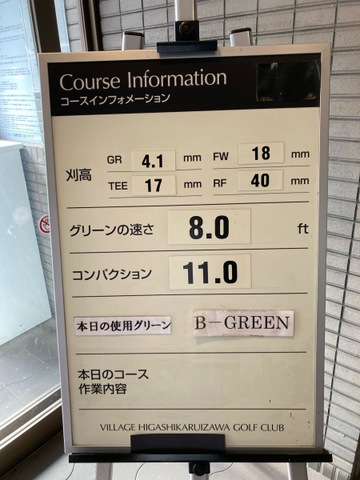 Course Information
コースインフォメーション
刈高
GR 4.1 mm FW 18 mm
TEE 17 mm RF 40 mm
グリーンの速さ 8.0 ft
コンパクション 11.0
本日の使用グリーン B-GREEN
本日のコース
作業内容
VILLAGE HIGASHIKARUIZAWA GOLF CLUB